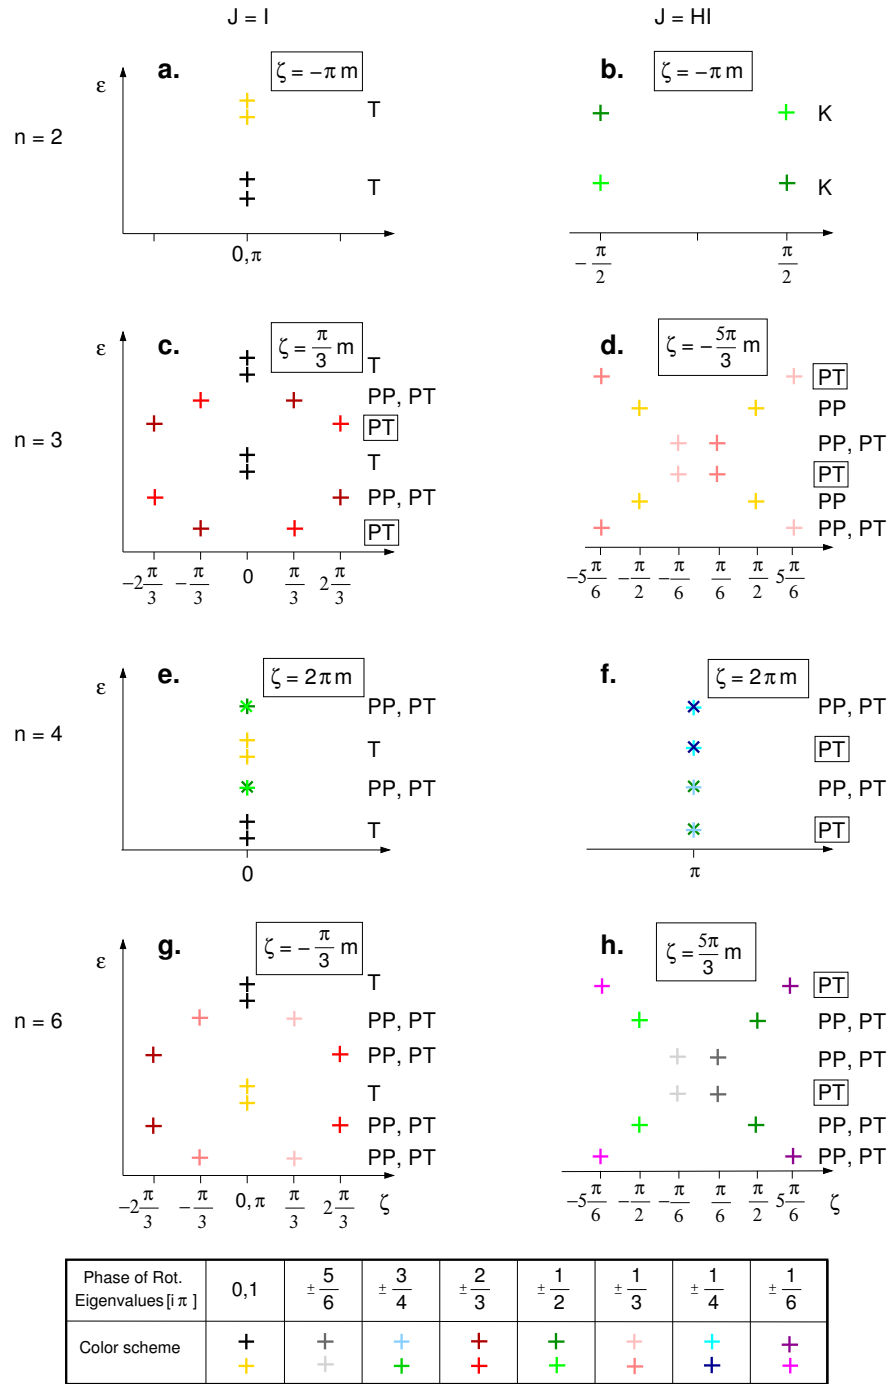 J = I
J = HI
a.
ζ = −π m
b.
ζ = −π m
ε
T
K
n = 2
T
K
0, π
−π/2
π/2
c.
ζ = π/3 m
d.
ζ = −5π/3 m
ε
T
PT
PP, PT
PP
PT
PP, PT
n = 3
T
PT
PP, PT
PP
PT
PP, PT
−2π/3
−π/3
0
π/3
2π/3
−5π/6
−π/2
−π/6
π/6
π/2
5π/6
e.
ζ = 2π m
f.
ζ = 2π m
ε
PP, PT
PP, PT
n = 4
T
PT
PP, PT
PP, PT
T
PT
0
π
g.
ζ = −π/3 m
h.
ζ = 5π/3 m
ε
T
PT
n = 6
PP, PT
PP, PT
PP, PT
PP, PT
T
PT
PP, PT
PP, PT
PP, PT
PP, PT
−2π/3
−π/3
0, π
π/3
2π/3
ζ
−5π/6
−π/2
−π/6
π/6
π/2
5π/6
ζ
Phase of Rot. Eigenvalues [i π ]
0,1
± 5/6
± 3/4
± 2/3
± 1/2
± 1/3
± 1/4
± 1/6
Color scheme